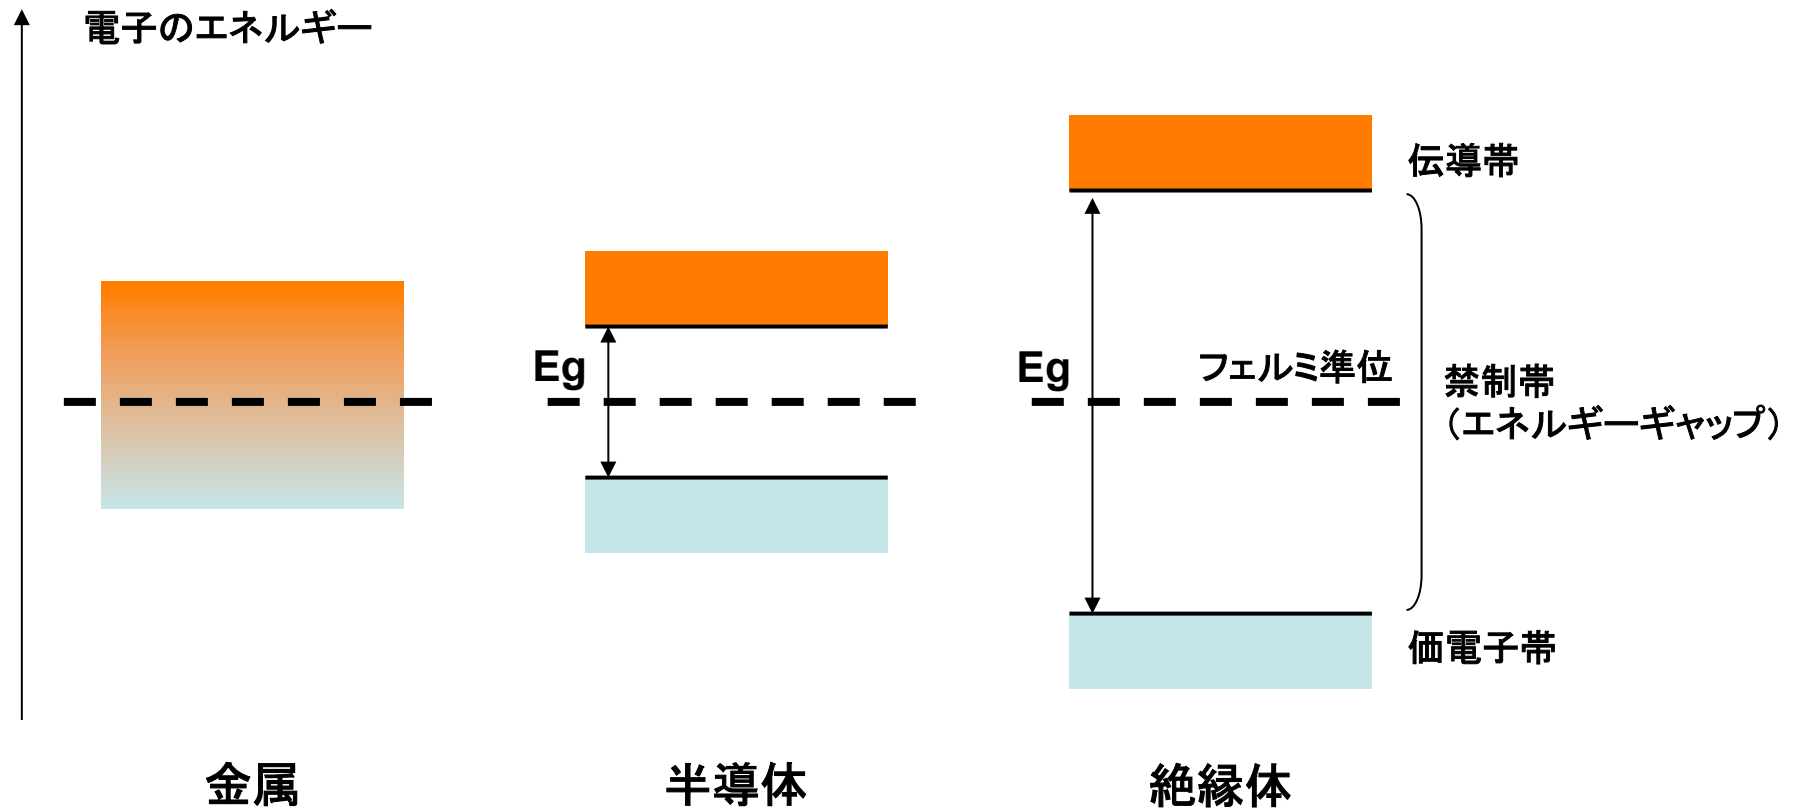 電子のエネルギー
伝導帯
Eg
Eg
フェルミ準位
禁制帯
（エネルギーギャップ）
価電子帯
金属
半導体
絶縁体